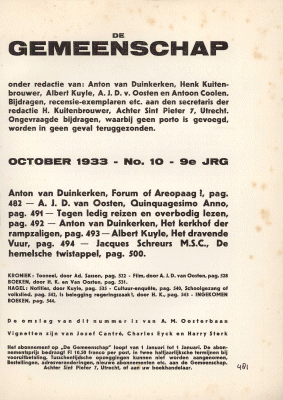 DE
GEMEENSCHAP
onder redactie van: Anton van Duinkerken, Henk Kuiten-
brouwer, Albert Kuyle, A. J. D. v. Oosten en Antoon Coolen.
Bijdragen, recensie-exemplaren etc. aan den secretaris der
redactie H. Kuitenbrouwer, Achter Sint Pieter 7, Utrecht.
Ongevraagde bijdragen, waarbij geen porto is gevoegd,
worden in geen geval teruggezonden.
OCTOBER 1933 - No. 10 - 9e JRG
Anton van Duinkerken, Forum of Areopaag ?, pag.
482 — A. J. D. van Oosten, Quinquagesimo Anno,
pag. 491 — Tegen ledig reizen en overbodig lezen,
pag. 492 — Anton van Duinkerken, Het kerkhof der
rampzaligen, pag. 493 — Albert Kuyle, Het dravende
Vuur, pag. 494 — Jacques Schreurs M.S.C., De
hemelsche twistappel, pag. 500.
KRONIEK: Tooneel, door Ad. Sassen, pag. 522 - Film, door A. J. D. van Oosten, pag. 528
BOEKEN, door H. K. en Van Oosten, pag. 531.
HAGEL: Notities, door Kuyle, pag. 535 - Cultuur-enquête, pag. 540, Schoolgezag of
volksind, pag. 542, Is belegging regeeringszaak?, door H. K., pag. 543 - INGEKOMEN
BOEKEN, pag. 544.
De omslag van dit nummer is van A. M. Oosterbaan
Vignetten zijn van Jozef Cantré, Charles Eyck en Harry Sterk
Het abonnement op „De Gemeenschap” loopt van 1 Januari tot 1 Januari. De abon-
nementsprijs bedraagt Fl 10.50 franco per post, in twee halfjaarlijksche termijnen bij
vooruitbetaling. Tusschentijdsche opzeggingen kunnen niet worden aangenomen.
Bestellingen, adresveranderingen, nieuwe abonnementen etc. aan de Gemeenschap.
Achter Sint Pieter 7, Utrecht, of aan uw boekhandelaar.
481